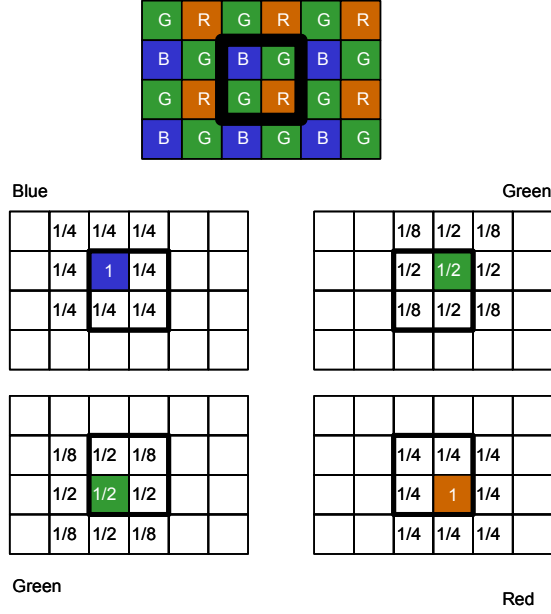 G R G R G R
B G B G B G
G R G R G R
B G B G B G
Blue
Green
1/4 1/4 1/4
1/4 1 1/4
1/4 1/4 1/4
1/8 1/2 1/8
1/2 1/2 1/2
1/8 1/2 1/8
1/8 1/2 1/8
1/2 1/2 1/2
1/8 1/2 1/8
1/4 1/4 1/4
1/4 1 1/4
1/4 1/4 1/4
Green
Red